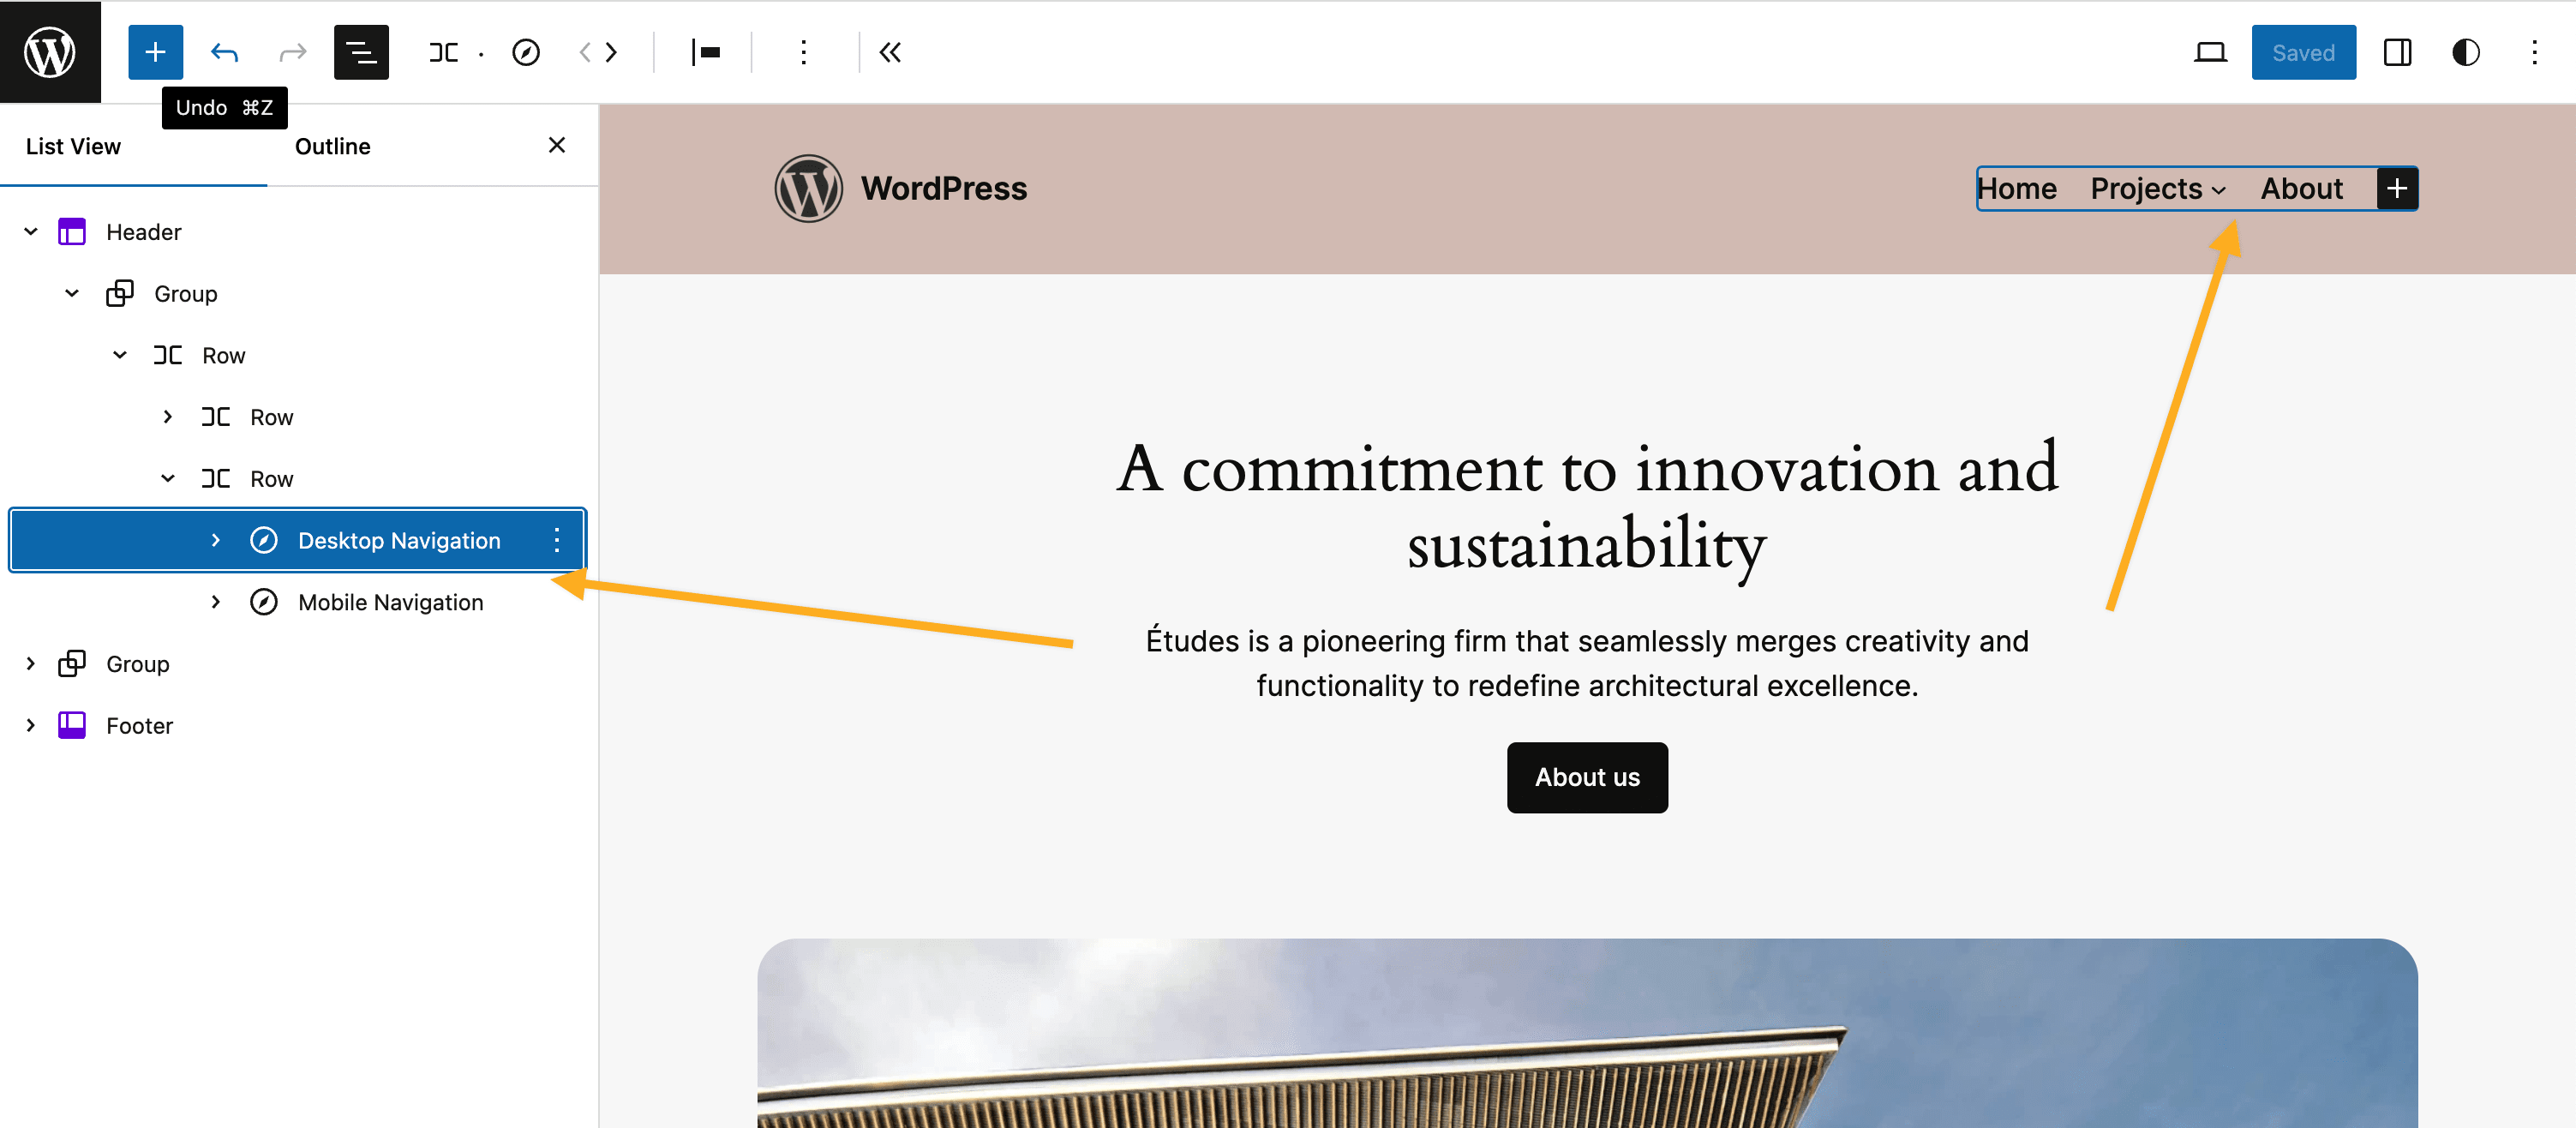 Saved
Undo ⌘Z
List View
Outline
Header
Group
Row
Row
Row
Desktop Navigation
Mobile Navigation
Group
Footer
WordPress
Home Projects About
A commitment to innovation and
sustainability
Études is a pioneering firm that seamlessly merges creativity and
functionality to redefine architectural excellence.
About us